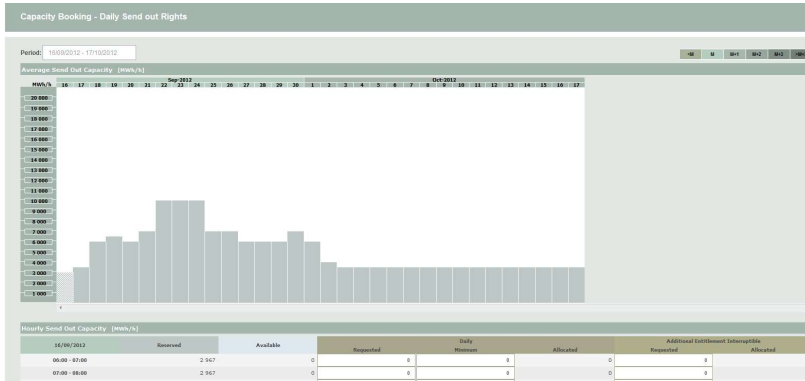 Capacity Booking - Daily Send out Rights
Period: 16/09/2012 - 17/10/2012
<M M M+1 M+2 M+3
Average Send Out Capacity [MWh/h]
Sep-2012 Oct-2012
MWh/h 16 17 18 19 20 21 22 23 24 25 26 27 28 29 30 1 2 3 4 5 6 7 8 9 10 11 12 13 14 15 16 17
20 000
19 000
18 000
17 000
16 000
15 000
14 000
13 000
12 000
11 000
10 000
9 000
8 000
7 000
6 000
5 000
4 000
3 000
2 000
1 000
Hourly Send Out Capacity [MWh/h]
16/09/2012 Reserved Available Daily Additional Entitlement Interruptible
Requested Minimum Allocated Requested Allocated
06:00 - 07:00 2 967 0 0 0 0 0
07:00 - 08:00 2 967 0 0 0 0 0